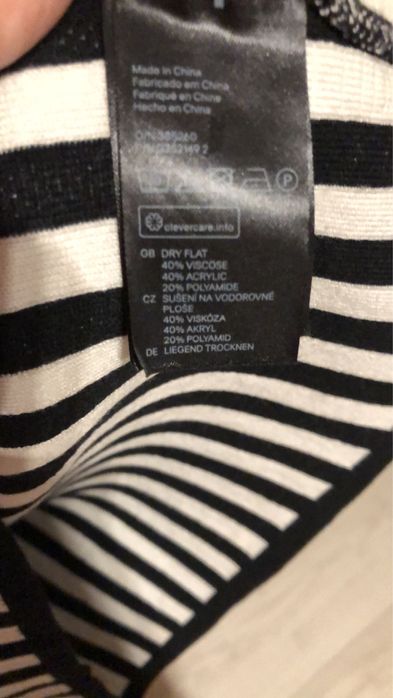 Made in China
Fabricado em China
Fabriqué en Chine
Hecho en China
O/N: 385260
clevercare.info
GB DRY FLAT
40% VISCOSE
40% ACRYLIC
20% POLYAMIDE
CZ SUŠENÍ NA VODOROVNÉ
PLOŠE
40% VISKÓZA
40% AKRYL
20% POLYAMID
DE LIEGEND TROCKNEN